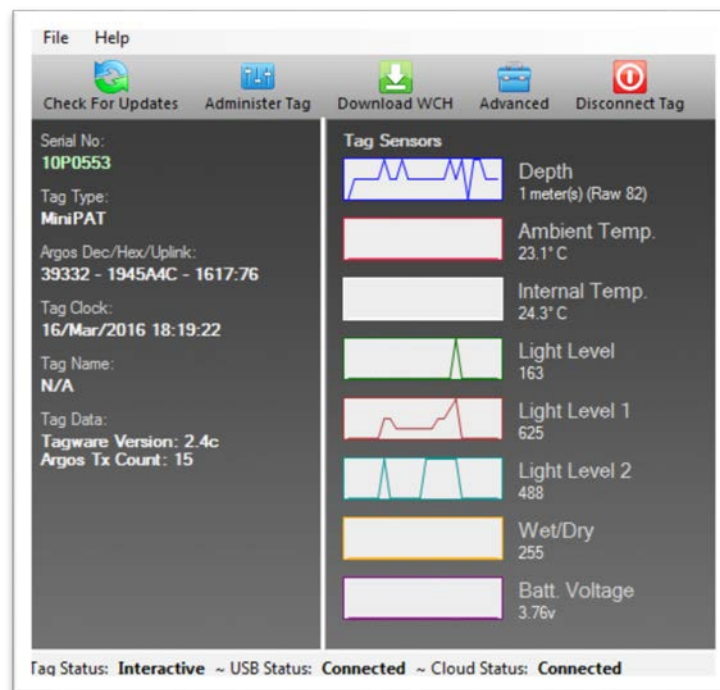 File Help
Check For Updates Administer Tag Download WCH Advanced Disconnect Tag
Serial No:
10P0553
Tag Type:
MiniPAT
Argos Dec/Hex/Uplink:
39332 - 1945A4C - 1617:76
Tag Clock:
16/Mar/2016 18:19:22
Tag Name:
N/A
Tag Data:
Tagware Version: 2.4c
Argos Tx Count: 15
Tag Sensors
Depth
1 meter(s) (Raw 82)
Ambient Temp.
23.1° C
Internal Temp.
24.3° C
Light Level
163
Light Level 1
625
Light Level 2
488
Wet/Dry
255
Batt. Voltage
3.76v
Tag Status: Interactive ~ USB Status: Connected ~ Cloud Status: Connected